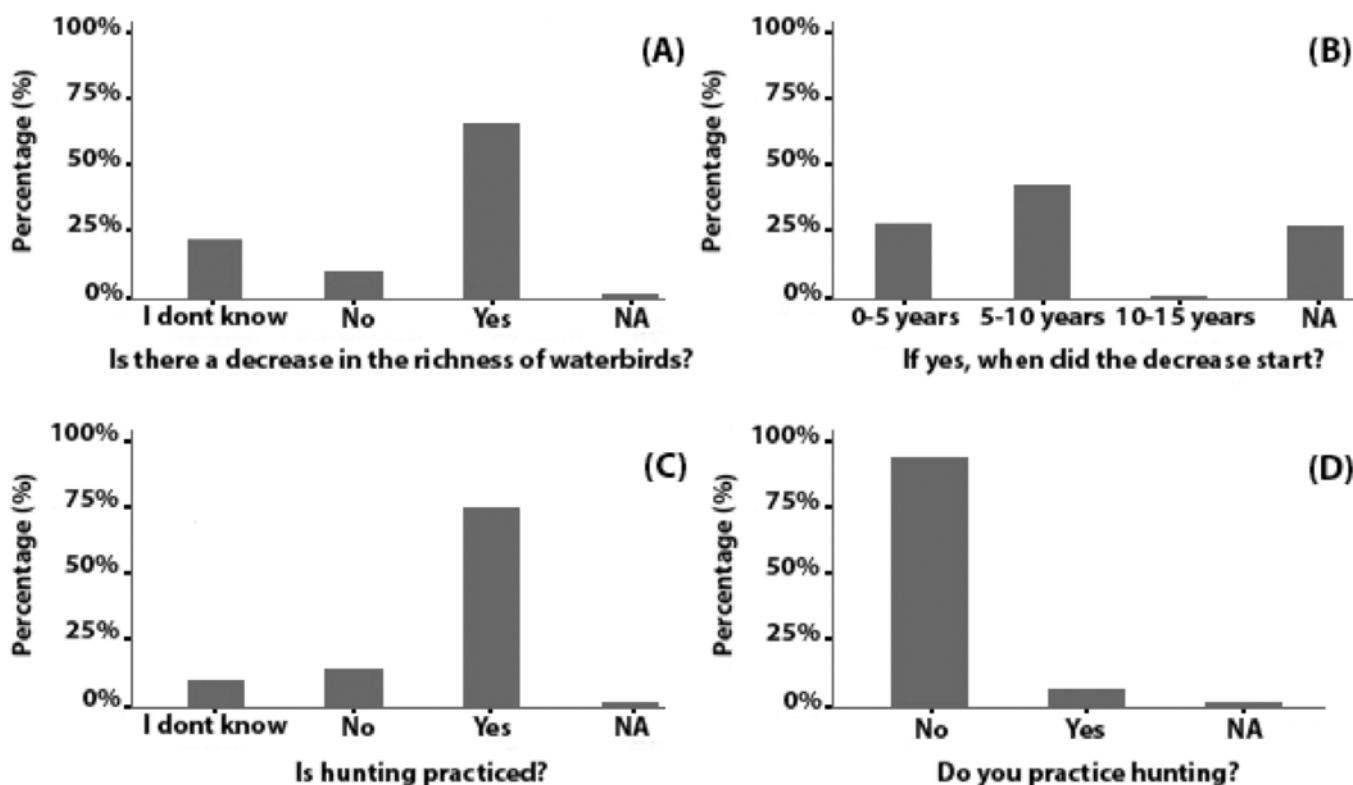 (A)
Percentage (%)
100%
75%
50%
25%
0%
I dont know No Yes NA
Is there a decrease in the richness of waterbirds?
(B)
Percentage (%)
100%
75%
50%
25%
0%
0-5 years 5-10 years 10-15 years NA
If yes, when did the decrease start?
(C)
Percentage (%)
100%
75%
50%
25%
0%
I dont know No Yes NA
Is hunting practiced?
(D)
Percentage (%)
100%
75%
50%
25%
0%
No Yes NA
Do you practice hunting?